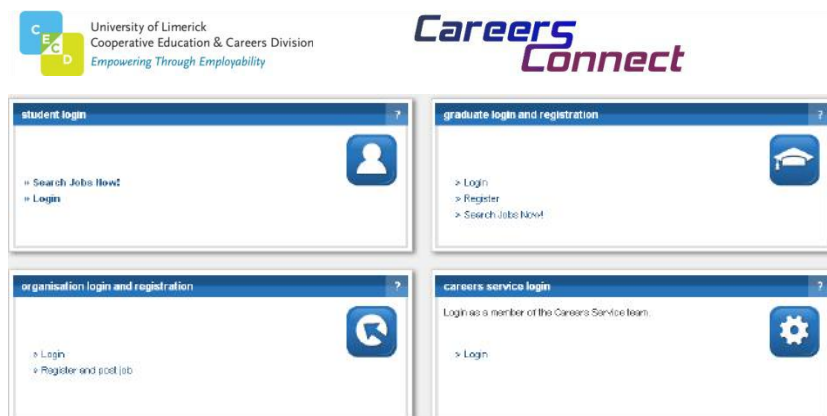 C
E
C
D
University of Limerick
Cooperative Education & Careers Division
Empowering Through Employability
Careers
Connect
student login ?
» Search Jobs Now!
» Login
graduate login and registration ?
> Login
> Register
> Search Jobs Now!
organisation login and registration ?
» Login
» Register and post job
careers service login ?
Login as a member of the Careers Service team.
> Login